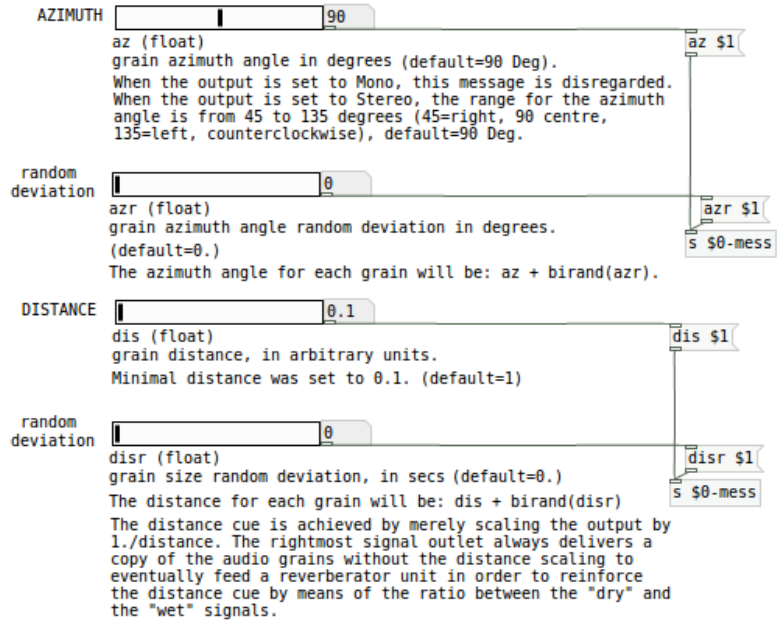 AZIMUTH 90
az $1
az (float)
grain azimuth angle in degrees (default=90 Deg).
When the output is set to Mono, this message is disregarded.
When the output is set to Stereo, the range for the azimuth
angle is from 45 to 135 degrees (45=right, 90 centre,
135=left, counterclockwise), default=90 Deg.
random
deviation 0
azr $1
azr (float)
grain azimuth angle random deviation in degrees.
s $0-mess
(default=0.)
The azimuth angle for each grain will be: az + birand(azr).
DISTANCE 0.1
dis $1
dis (float)
grain distance, in arbitrary units.
Minimal distance was set to 0.1. (default=1)
random
deviation 0
disr $1
disr (float)
grain size random deviation, in secs (default=0.)
s $0-mess
The distance for each grain will be: dis + birand(disr)
The distance cue is achieved by merely scaling the output by
1./distance. The rightmost signal outlet always delivers a
copy of the audio grains without the distance scaling to
eventually feed a reverberator unit in order to reinforce
the distance cue by means of the ratio between the "dry" and
the "wet" signals.